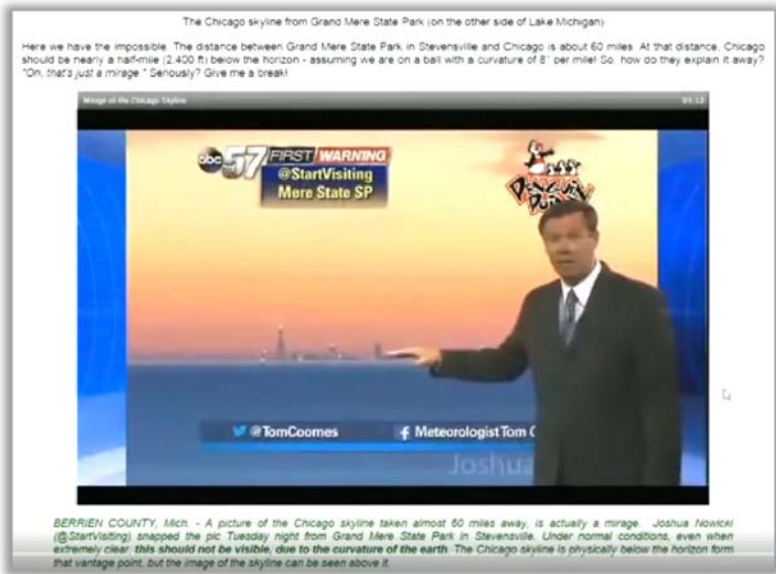 The Chicago skyline from Grand Mere State Park (on the other side of Lake Michigan)
Here we have the impossible. The distance between Grand Mere State Park in Stevensville and Chicago is about 60 miles. At that distance, Chicago
should be nearly a half-mile (2,400 ft) below the horizon - assuming we are on a ball with a curvature of 8" per mile! So, how do they explain it away?
"Oh, that's just a mirage." Seriously? Give me a break!
Mirage of the Chicago Skyline 01:12
abc 57 FIRST WARNING
@StartVisiting
Mere State SP
PENGUIN
POINT
@TomCoomes f MeteorologistTom C
Joshua
BERRIEN COUNTY, Mich. - A picture of the Chicago skyline taken almost 60 miles away, is actually a mirage. Joshua Nowicki
(@StartVisiting) snapped the pic Tuesday night from Grand Mere State Park in Stevensville. Under normal conditions, even when
extremely clear, this should not be visible, due to the curvature of the earth. The Chicago skyline is physically below the horizon form
that vantage point, but the image of the skyline can be seen above it.